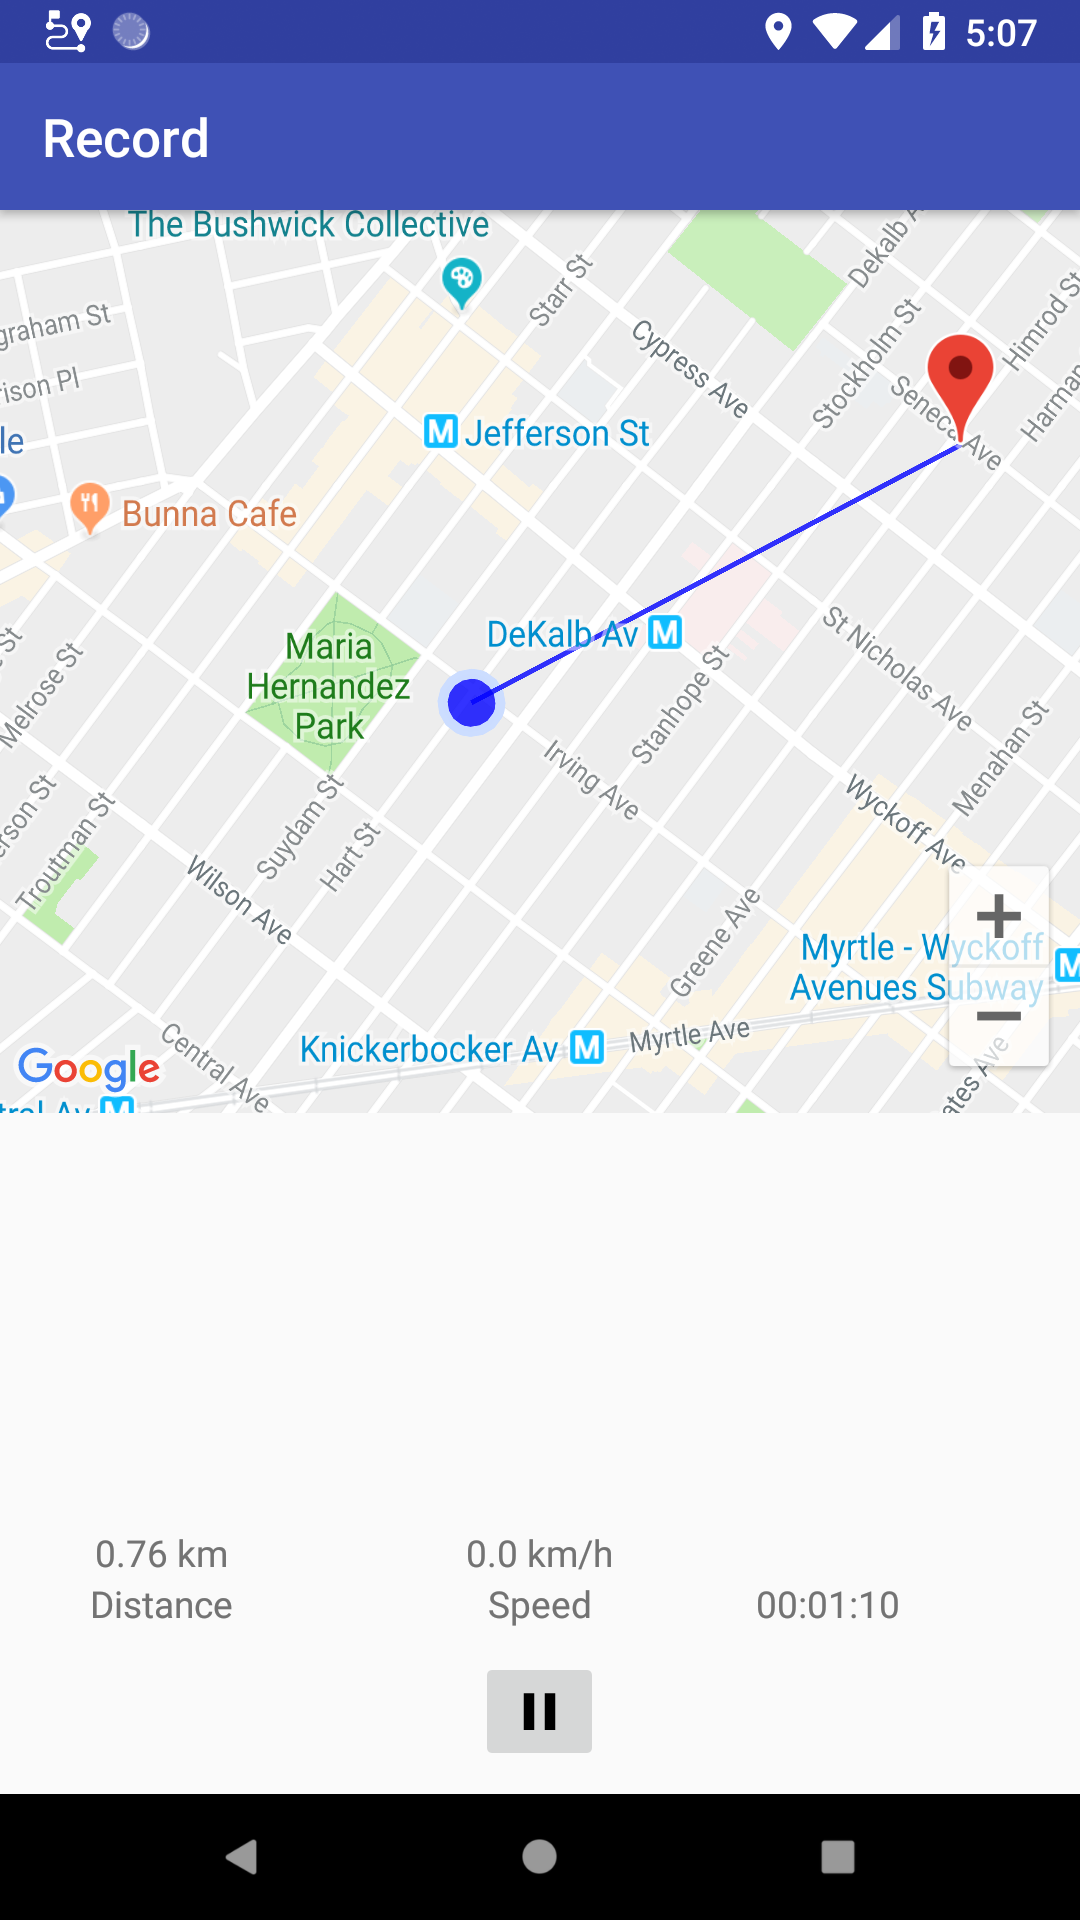 5:07
Record
The Bushwick Collective
Dekalb A
Starr St
Himrod St
graham St
Cypress Ave
Stockholm St
Seneca Ave
Harman
rison Pl
Jefferson St
le
Bunna Cafe
DeKalb Av
Maria
Hernandez
Park
St Nicholas Ave
Melrose St
Stanhope St
Menahan St
Irving Ave
erson St
Troutman St
Suydam St
Hart St
Wyckoff Ave
Wilson Ave
Greene Ave
Myrtle - Wyckoff
Avenues Subway
Knickerbocker Av
Myrtle Ave
Google
Central Ave
tral Av
ates Ave
0.76 km
0.0 km/h
Distance
Speed
00:01:10